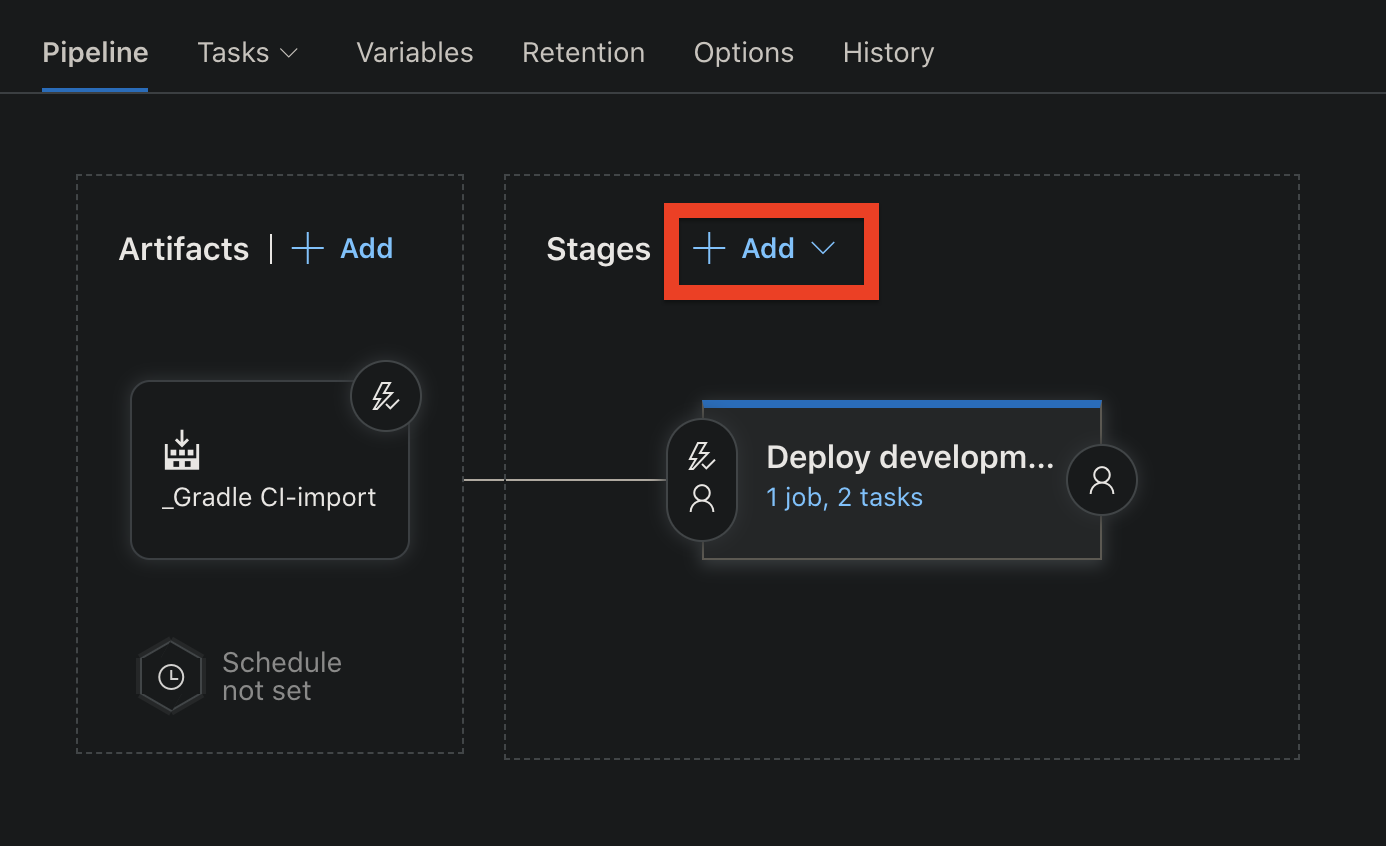 Pipeline Tasks Variables Retention Options History
Artifacts | Add
Stages Add
_Gradle CI-import
Deploy developm...
1 job, 2 tasks
Schedule
not set